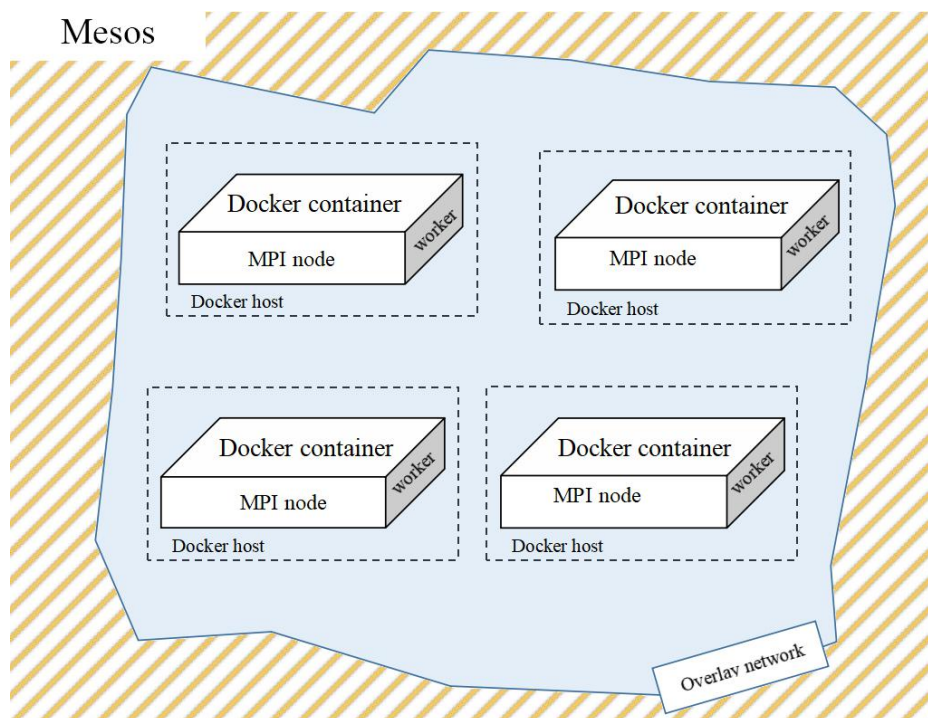 Mesos
Docker container
MPI node
worker
Docker host
Docker container
MPI node
worker
Docker host
Docker container
MPI node
worker
Docker host
Docker container
MPI node
worker
Docker host
Overlay network